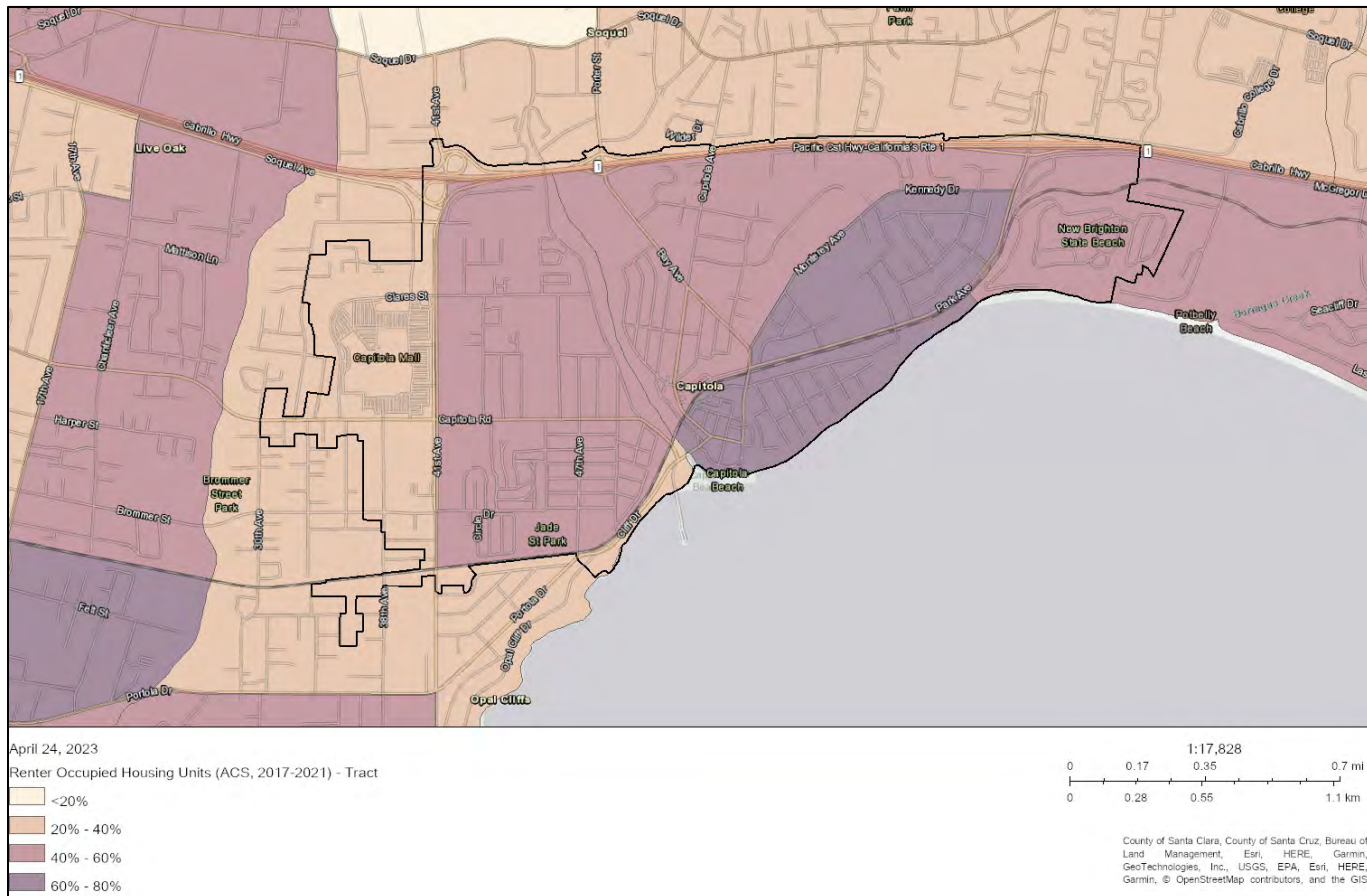 Soquel Dr
Soquel
Soquel Dr
Park
College
Soquel Dr
Soquel Dr
Porter St
41st Ave
Cabrillo College Dr
1
Cabrillo Hwy
Wilder Dr
17th Ave
Live Oak
Soquel Ave
1
Pacific Cst Hwy-California's Rte 1
1
Cabrillo Hwy
McGregor
Capitola Ave
Kennedy Dr
Mattison Ln
New Brighton
State Beach
Bay Ave
Monterey Ave
Clares St
Park Ave
Borregas Creek
Seacliff Dr
Potbelly
Beach
Chanticleer Ave
Capitola Mall
17th Ave
Capitola
Las
Harper St
Capitola Rd
41st Ave
47th Ave
Brommer
Street
Park
Capitola
Beach
Brommer St
30th Ave
Circle Dr
Jade
St Park
Cliff Dr
Felt St
38th Ave
Portola Dr
Opal Cliff Dr
Portola Dr
Opal Cliffs
April 24, 2023
Renter Occupied Housing Units (ACS, 2017-2021) - Tract
<20%
20% - 40%
40% - 60%
60% - 80%
1:17,828
0 0.17 0.35 0.7 mi
0 0.28 0.55 1.1 km
County of Santa Clara, County of Santa Cruz, Bureau of
Land Management, Esri, HERE, Garmin,
GeoTechnologies, Inc., USGS, EPA, Esri, HERE,
Garmin, © OpenStreetMap contributors, and the GIS